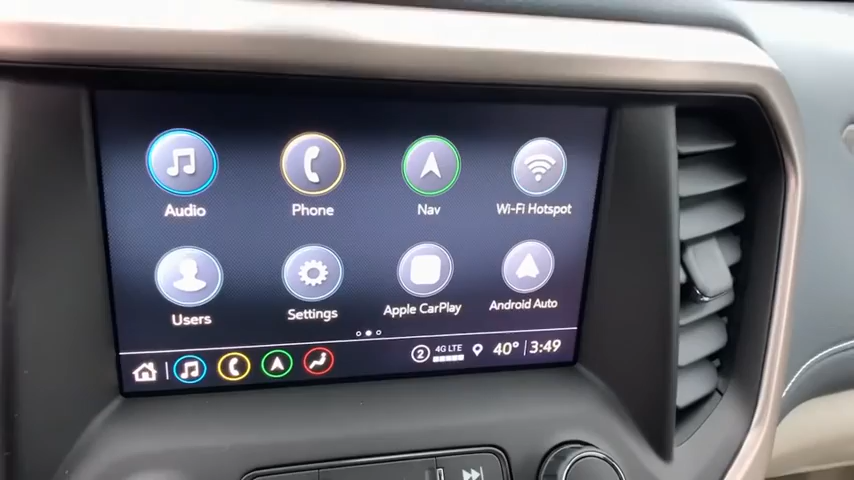 Audio Phone Nav Wi-Fi Hotspot
Users Settings Apple CarPlay Android Auto
2 4G LTE 40° 3:49